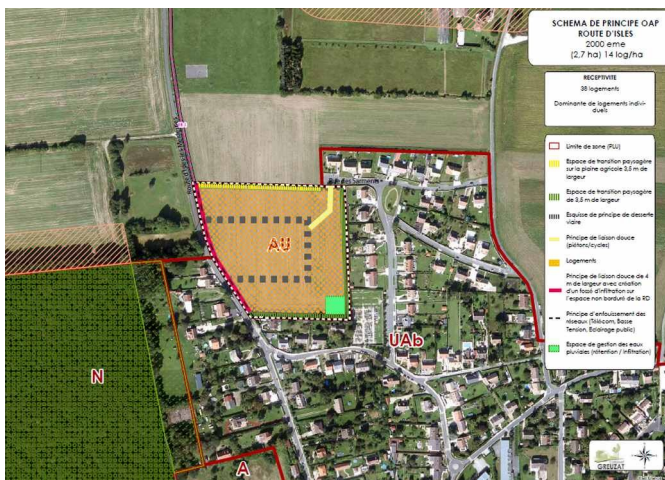 SCHEMA DE PRINCIPE OAP
ROUTE D'ISLES
2000 eme
(2,7 ha) 14 log/ha
RECEPTIVITE
38 logements
Dominante de logements indivi-
duels
Limite de zone (PLU)
Espace de transition paysagère
sur la plaine agricole 3,5 m de
largeur
Espace de transition paysagère
de 3,5 m de largeur
Esquisse de principe de desserte
viaire
Principe de liaison douce
(piétons/cycles)
Logements
Principe de liaison douce de 4
m de largeur avec création
d'un fossé d'infiltration sur
l'espace non bordure de la RD
Principe d'enfouissement des
réseaux (Télécom, Basse
Tension, Eclairage public)
Espace de gestion des eaux
pluviales (rétention / infiltration)
AU
UAb
N
A
GREUZAT